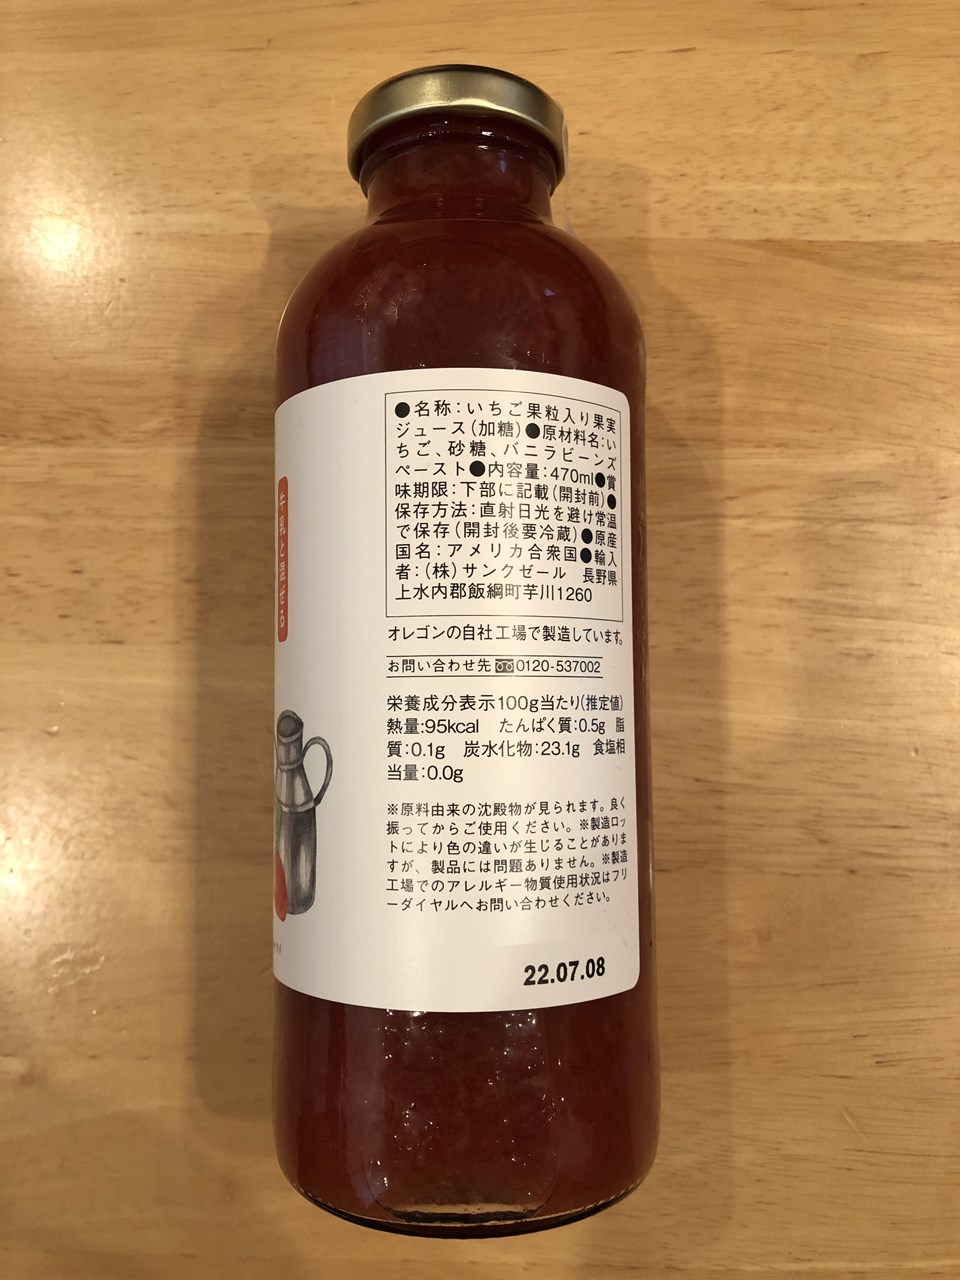 ●名称:いちご果粒入り果実
ジュース(加糖)●原材料名:い
ちご、砂糖、バニラビーンズ
ペースト●内容量:470ml●賞
味期限:下部に記載(開封前)●
保存方法:直射日光を避け常温
で保存(開封後要冷蔵)●原産
国名:アメリカ合衆国●輸入
者:(株)サンクゼール 長野県
上水内郡飯綱町芋川1260
オレゴンの自社工場で製造しています。
お問い合わせ先 0120-537002
栄養成分表示100g当たり(推定値)
熱量:95kcal たんぱく質:0.5g 脂
質:0.1g 炭水化物:23.1g 食塩相
当量:0.0g
※原料由来の沈殿物が見られます。良く
振ってからご使用ください。※製造ロッ
トにより色の違いが生じることがありま
すが、製品には問題ありません。※製造
工場でのアレルギー物質使用状況はフリ
ーダイヤルへお問い合わせください。
22.07.08